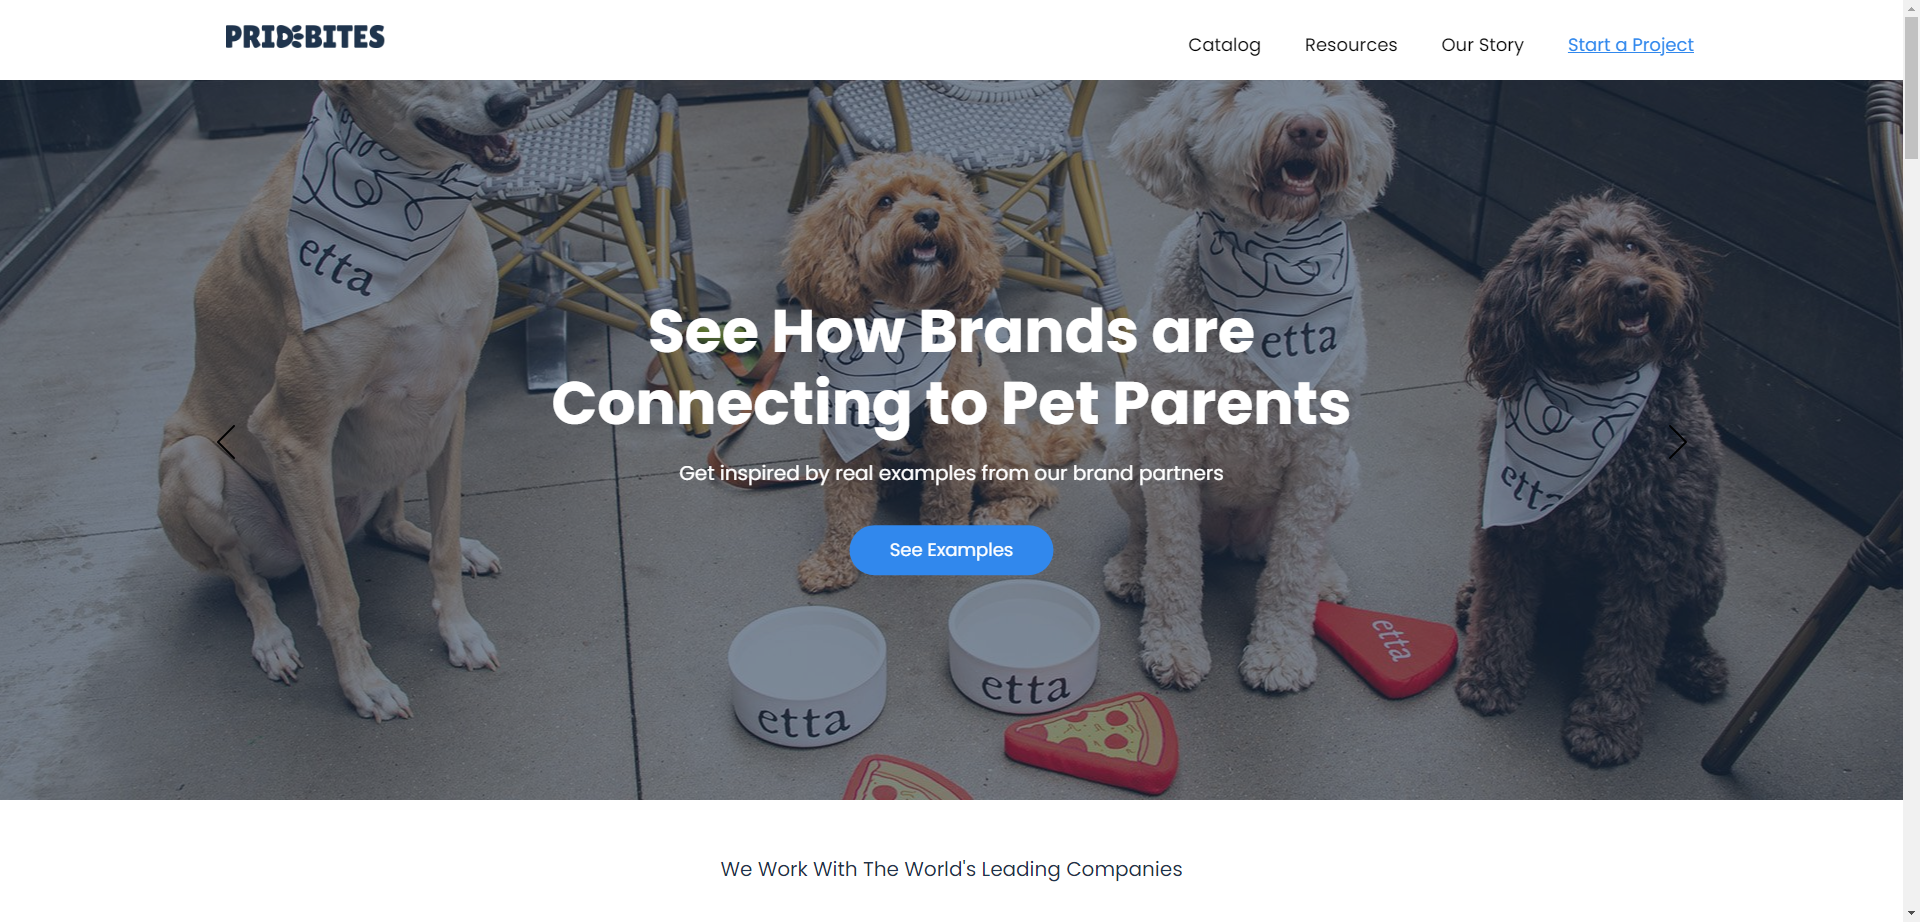 PRIDEBITES
Catalog
Resources
Our Story
Start a Project
etta
See How Brands are
etta
Connecting to Pet Parents
etta
Get inspired by real examples from our brand partners
etta
See Examples
etta
etta
etta
We Work With The World's Leading Companies